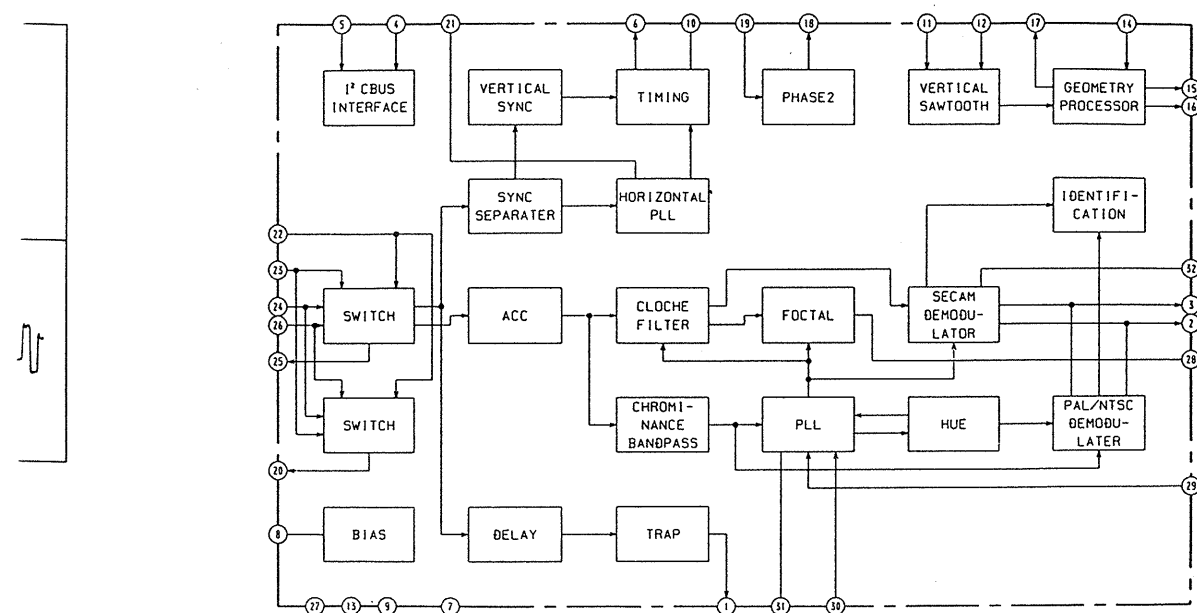 5 4 21 6 10 19 18 11 12 17 14
I² CBUS
INTERFACE
VERTICAL
SYNC
TIMING
PHASE2
VERTICAL
SAWTOOTH
GEOMETRY
PROCESSOR
15
16
SYNC
SEPARATER
HORIZONTAL
PLL
IDENTIFI-
CATION
22
23
24
26
25
20
8
SWITCH
ACC
CLOCHE
FILTER
FOCTAL
SECAM
DEMODU-
LATOR
32
3
2
28
SWITCH
CHROMI-
NANCE
BANDPASS
PLL
HUE
PAL/NTSC
DEMODU-
LATER
29
BIAS
DELAY
TRAP
27 13 9 7 1 31 30